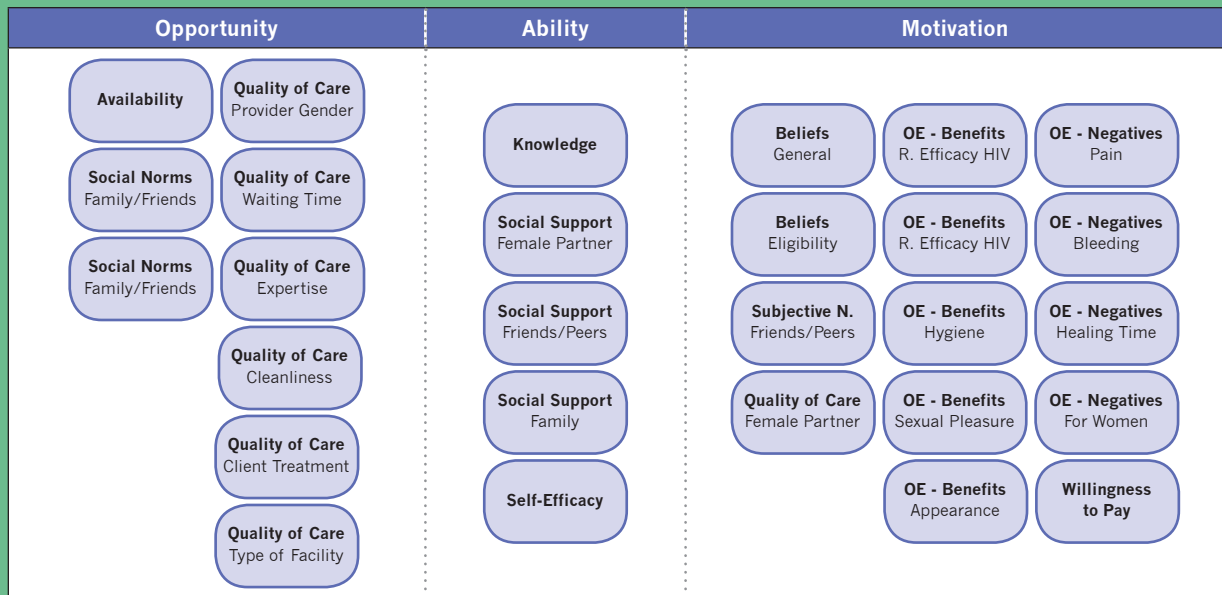 Opportunity
Ability
Motivation
Availability
Quality of Care
Provider Gender
Social Norms
Family/Friends
Quality of Care
Waiting Time
Social Norms
Family/Friends
Quality of Care
Expertise
Quality of Care
Cleanliness
Quality of Care
Client Treatment
Quality of Care
Type of Facility
Knowledge
Social Support
Female Partner
Social Support
Friends/Peers
Social Support
Family
Self-Efficacy
Beliefs
General
OE - Benefits
R. Efficacy HIV
OE - Negatives
Pain
Beliefs
Eligibility
OE - Benefits
R. Efficacy HIV
OE - Negatives
Bleeding
Subjective N.
Friends/Peers
OE - Benefits
Hygiene
OE - Negatives
Healing Time
Quality of Care
Female Partner
OE - Benefits
Sexual Pleasure
OE - Negatives
For Women
OE - Benefits
Appearance
Willingness
to Pay